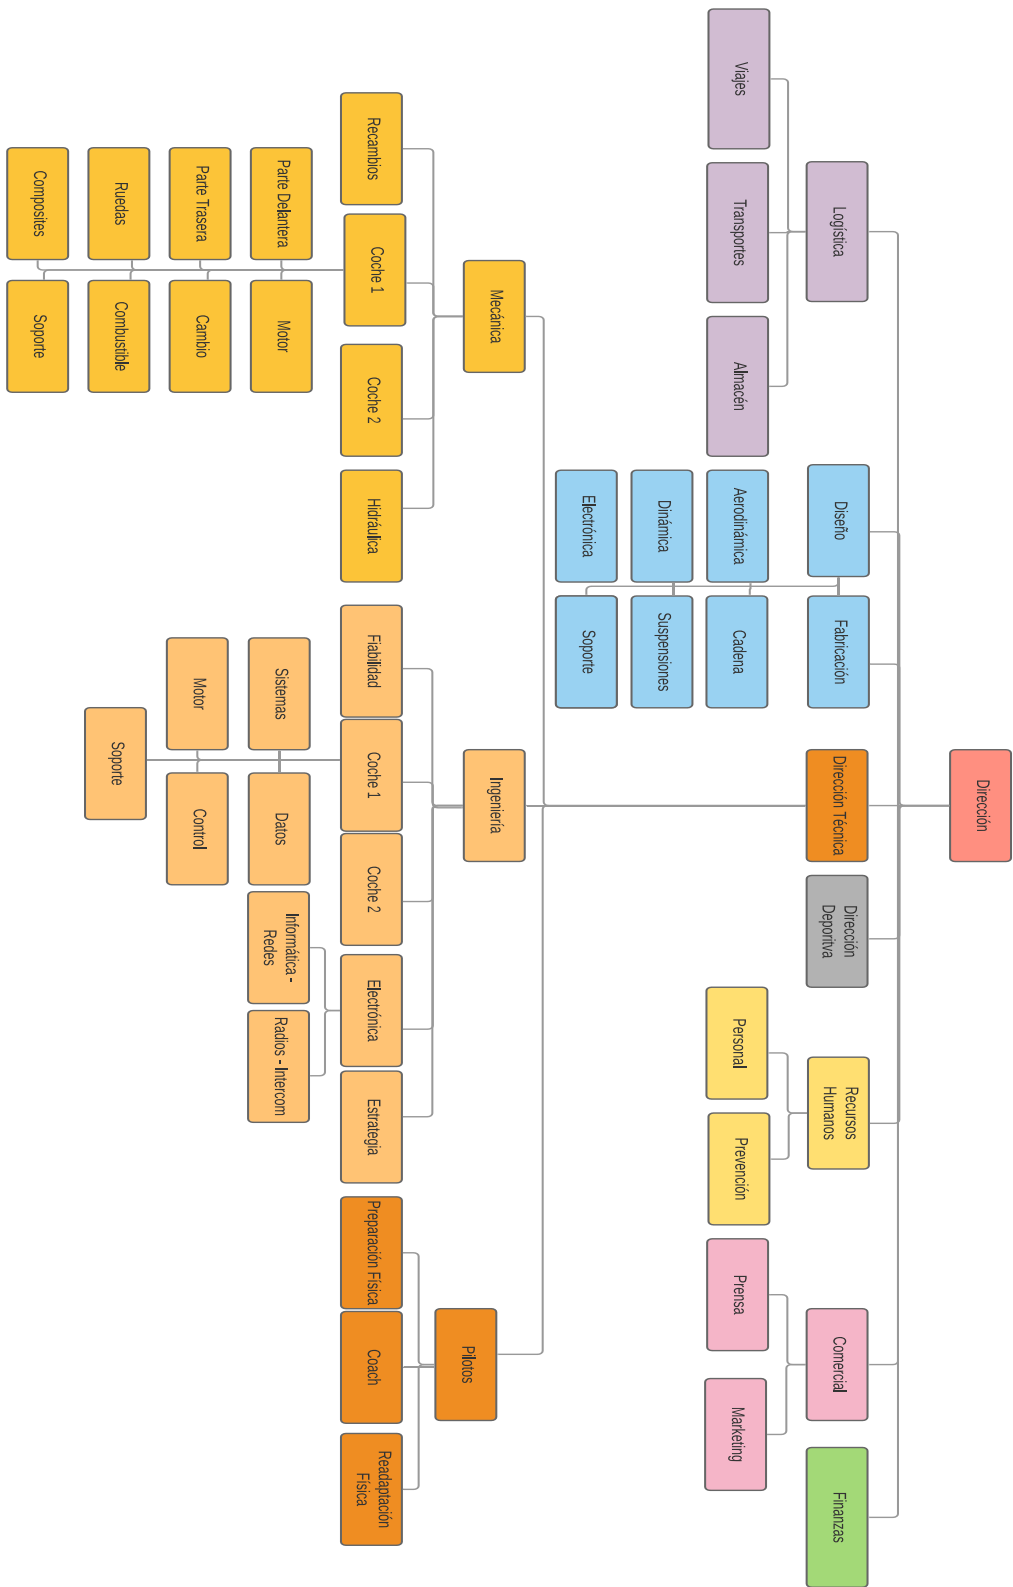 Dirección
Logística
Diseño
Fabricación
Dirección Técnica
Dirección
Deporitva
Recursos
Humanos
Comercial
Finanzas
Viajes
Transportes
Almacén
Aerodinámica
Cadena
Dinámica
Suspensiones
Electrónica
Soporte
Personal
Prevención
Prensa
Marketing
Mecánica
Ingeniería
Pilotos
Recambios
Coche 1
Coche 2
Hidráulica
Fiabilidad
Coche 1
Coche 2
Electrónica
Estrategia
Preparación Física
Coach
Readaptación
Física
Parte Delantera
Motor
Parte Trasera
Cambio
Ruedas
Combustible
Composites
Soporte
Sistemas
Datos
Motor
Control
Soporte
Informática -
Redes
Radios - Intercom